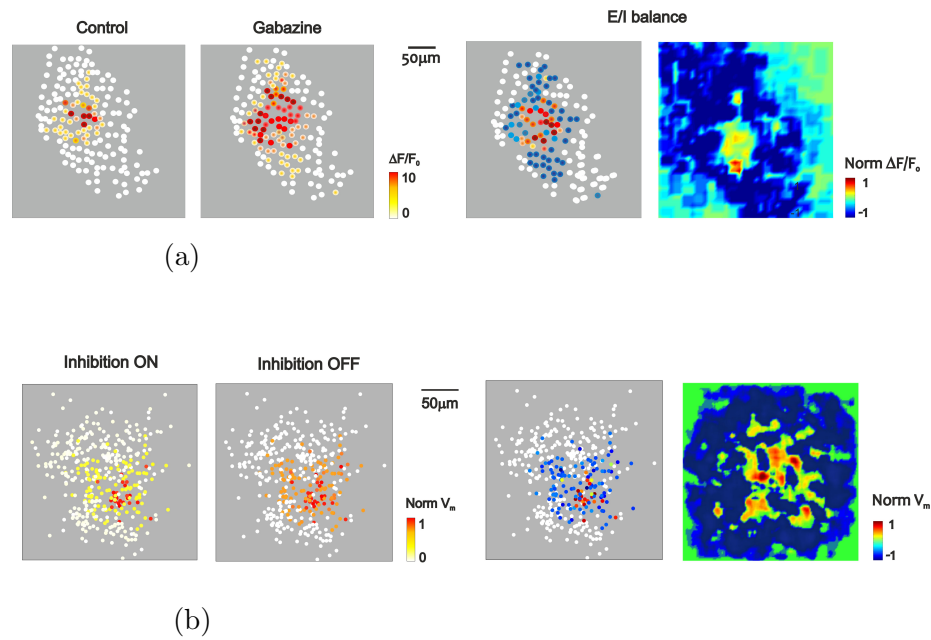 Control
Gabazine
50μm
E/I balance
ΔF/F₀
10
0
Norm ΔF/F₀
1
-1
(a)
Inhibition ON
Inhibition OFF
50μm
Norm Vₘ
1
0
Norm Vₘ
1
-1
(b)